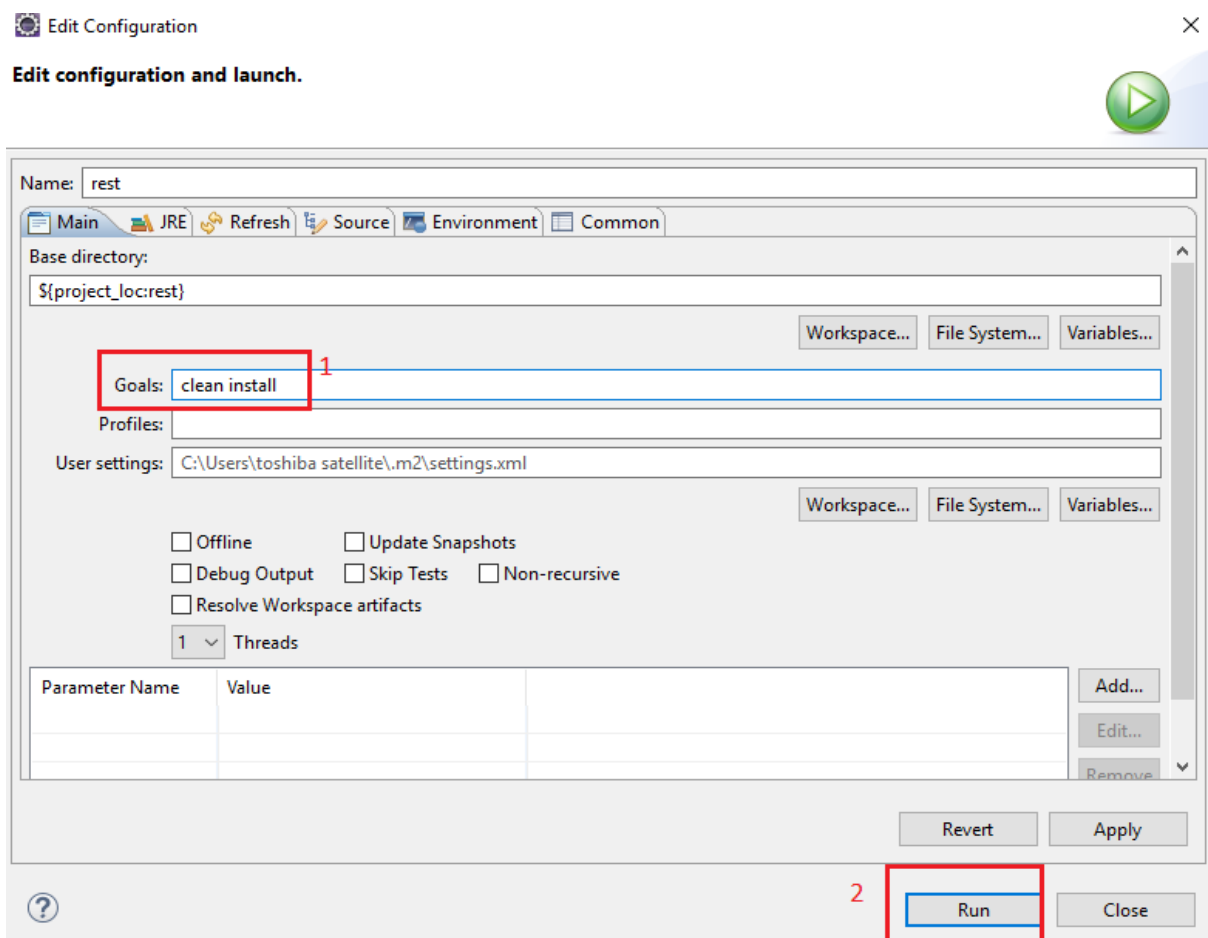 Edit Configuration
Edit configuration and launch.
Name: rest
Main JRE Refresh Source Environment Common
Base directory:
${project_loc:rest}
Workspace... File System... Variables...
1
Goals: clean install
Profiles:
User settings: C:\Users\toshiba satellite\.m2\settings.xml
Workspace... File System... Variables...
Offline Update Snapshots
Debug Output Skip Tests Non-recursive
Resolve Workspace artifacts
1 Threads
Parameter Name Value Add...
Edit...
Remove
Revert Apply
2
Run Close